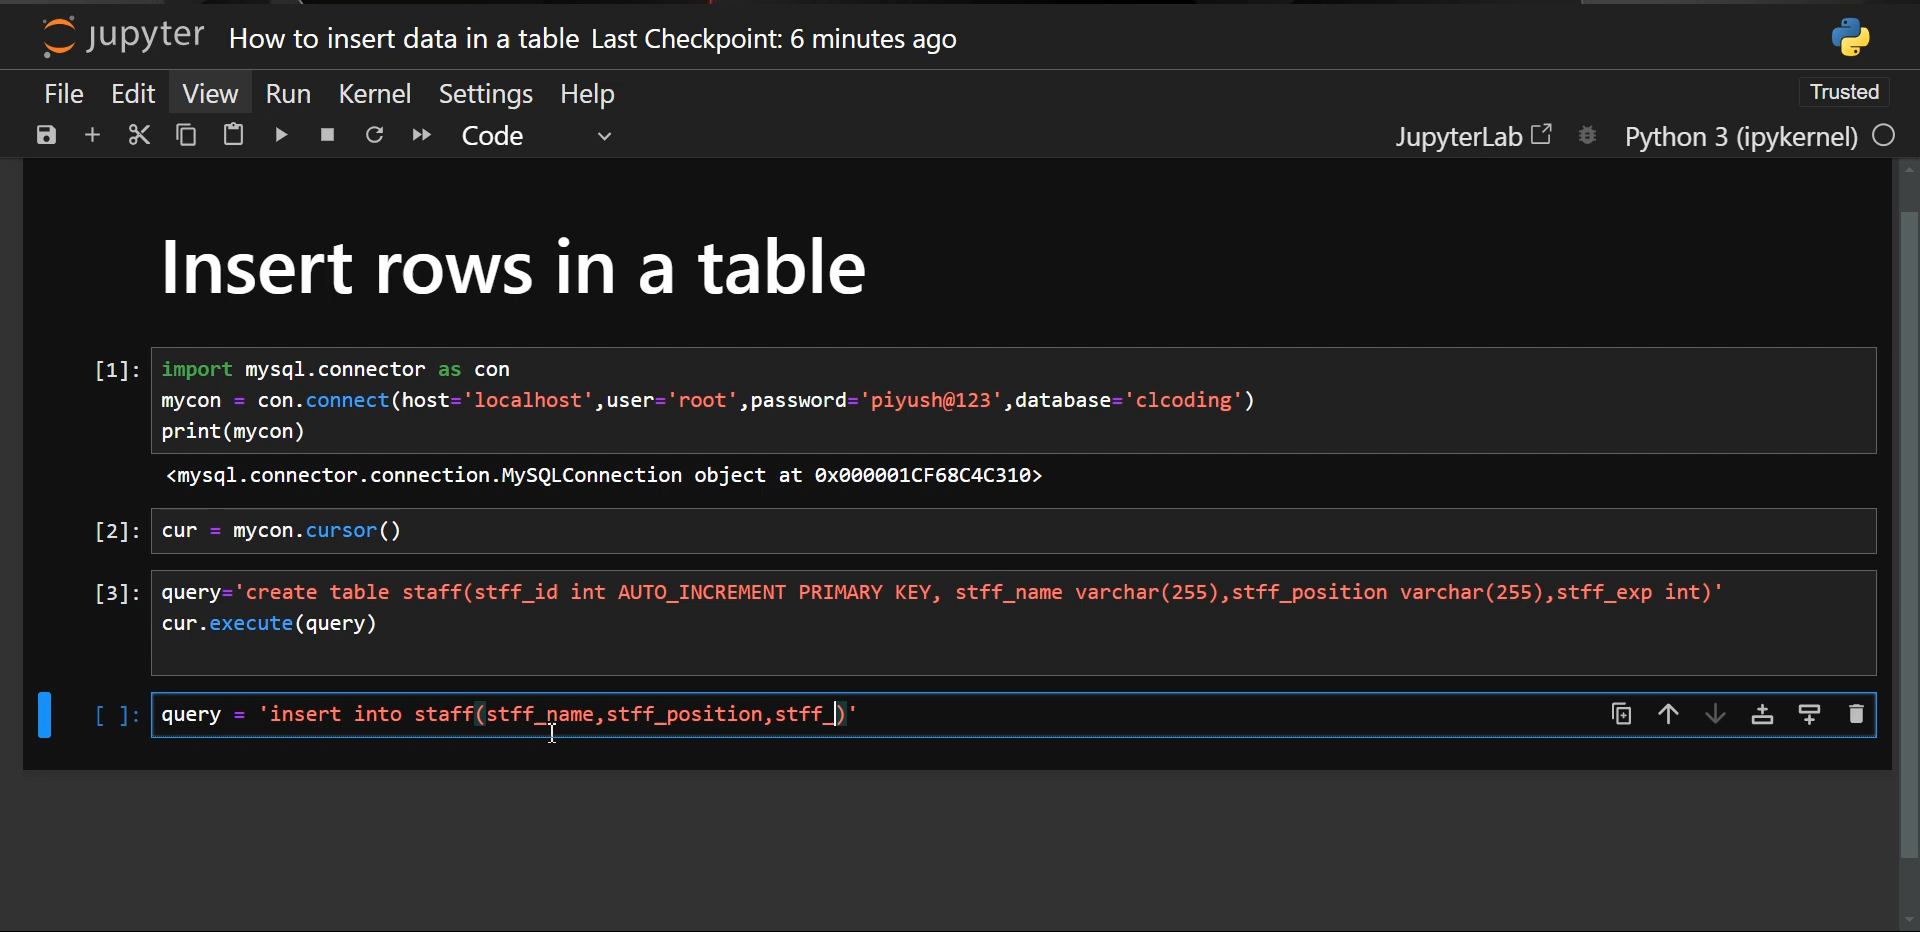 jupyter How to insert data in a table Last Checkpoint: 6 minutes ago
File Edit View Run Kernel Settings Help Trusted
Code JupyterLab Python 3 (ipykernel)
Insert rows in a table
[1]: import mysql.connector as con
mycon = con.connect(host='localhost',user='root',password='piyush@123',database='clcoding')
print(mycon)
<mysql.connector.connection.MySQLConnection object at 0x000001CF68C4C310>
[2]: cur = mycon.cursor()
[3]: query='create table staff(stff_id int AUTO_INCREMENT PRIMARY KEY, stff_name varchar(255),stff_position varchar(255),stff_exp int)'
cur.execute(query)
[ ]: query = 'insert into staff(stff_name,stff_position,stff_)'